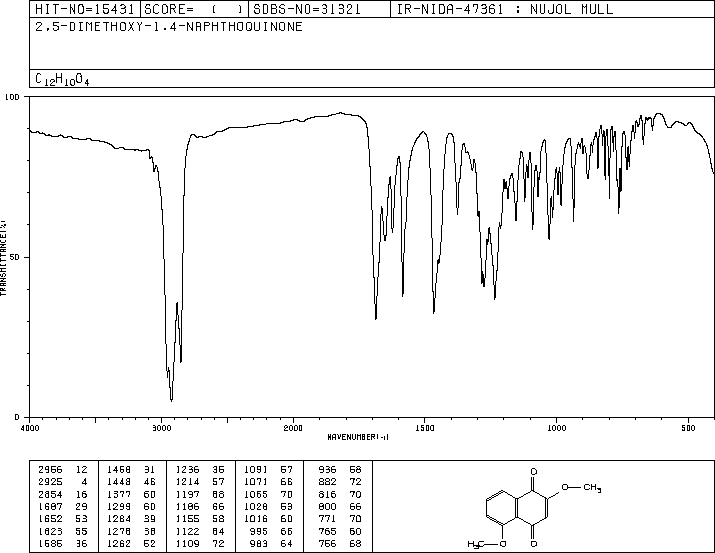 HIT-NO=15431 SCORE= ( ) SDBS-NO=31321 IR-NIDA-47361 : NUJOL MULL
2,5-DIMETHOXY-1,4-NAPHTHOQUINONE
C12H10O4
100
50
0
TRANSMITTANCE(%)
4000 3000 2000 1500 1000 500
WAVENUMBER(-1)
2956 12 1468 31 1236 35 1091 57 936 58
2925 4 1448 46 1214 57 1071 66 882 72
2854 16 1377 60 1197 68 1065 70 816 70
1687 29 1299 60 1186 66 1028 53 800 66
1652 53 1284 39 1155 58 1016 60 771 70
1623 55 1278 38 1122 64 995 66 765 60
1585 36 1262 52 1109 72 983 64 756 68
O
O—CH3
CH3—O
O